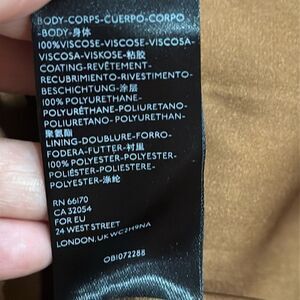 BODY-CORPS-CUERPO-CORPO
-BODY-身体
100%VISCOSE-VISCOSE-VISCOSA-
VISCOSA-VISKOSE-粘胶
COATING-REVÊTEMENT-
RECUBRIMIENTO-RIVESTIMENTO-
BESCHICHTUNG-涂层
100% POLYURETHANE-
POLYURÉTHANE-POLIURETANO-
POLIURETANO-POLYURETHAN-
聚氨酯
LINING-DOUBLURE-FORRO-
FODERA-FUTTER-衬里
100% POLYESTER-POLYESTER-
POLIÉSTER-POLIESTERE-
POLYESTER-涤纶
RN 66170
CA 32054
FOR EU
24 WEST STREET
LONDON, UK WC2H9NA
OBI072288